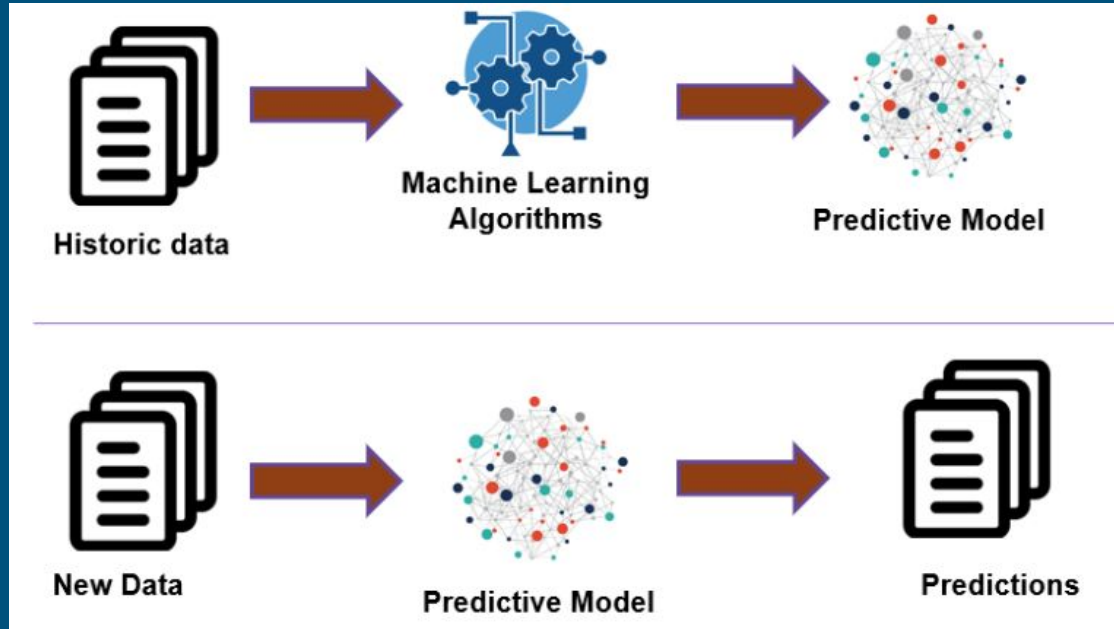 Historic data
Machine Learning
Algorithms
Predictive Model
New Data
Predictive Model
Predictions